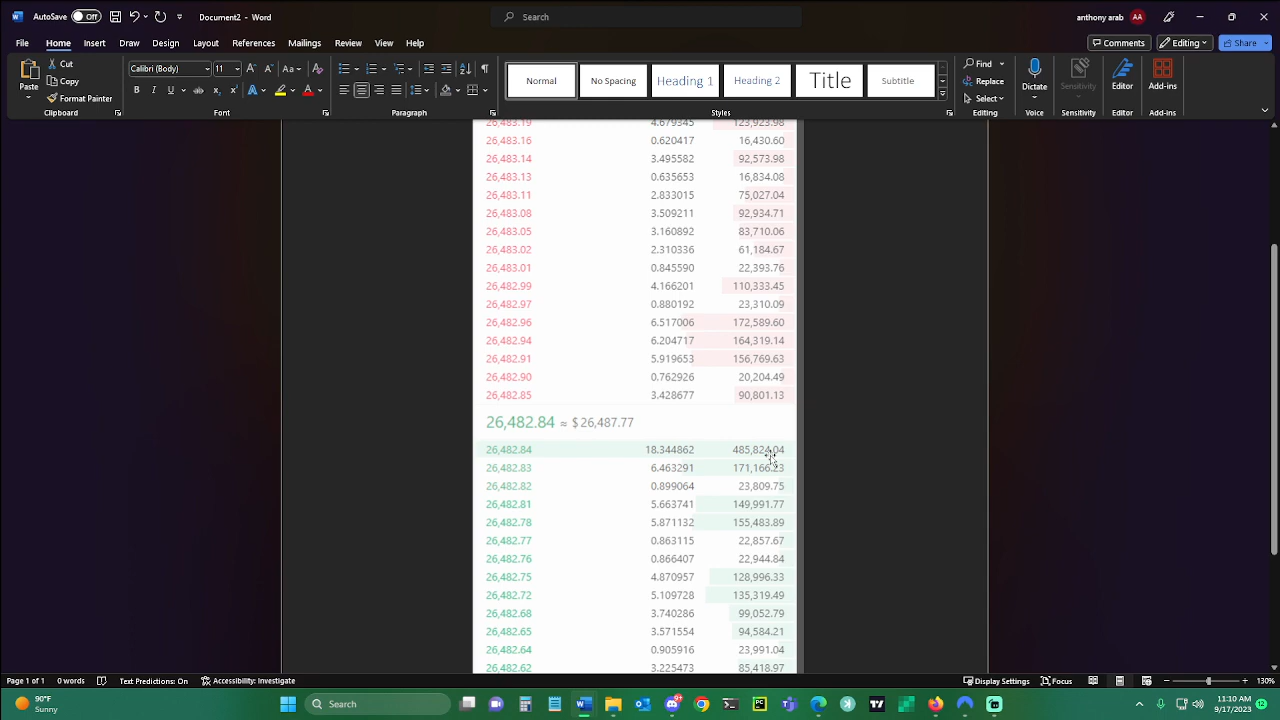 AutoSave Off Document2 - Word Search anthony arab AA
File Home Insert Draw Design Layout References Mailings Review View Help Comments Editing Share
Paste Cut Copy Format Painter
Calibri (Body) 11
Normal No Spacing Heading 1 Heading 2 Title Subtitle
Find Replace Select
Dictate Sensitivity Editor Add-ins
Clipboard Font Paragraph Styles Editing Voice Sensitivity Editor Add-ins
26,483.19 4.679345 123,923.98
26,483.16 0.620417 16,430.60
26,483.14 3.495582 92,573.98
26,483.13 0.635653 16,834.08
26,483.11 2.833015 75,027.04
26,483.08 3.509211 92,934.71
26,483.05 3.160892 83,710.06
26,483.02 2.310336 61,184.67
26,483.01 0.845590 22,393.76
26,482.99 4.166201 110,333.45
26,482.97 0.880192 23,310.09
26,482.96 6.517006 172,589.60
26,482.94 6.204717 164,319.14
26,482.91 5.919653 156,769.63
26,482.90 0.762926 20,204.49
26,482.85 3.428677 90,801.13
26,482.84 ≈ $ 26,487.77
26,482.84 18.344862 485,824.04
26,482.83 6.463291 171,166.23
26,482.82 0.899064 23,809.75
26,482.81 5.663741 149,991.77
26,482.78 5.871132 155,483.89
26,482.77 0.863115 22,857.67
26,482.76 0.866407 22,944.84
26,482.75 4.870957 128,996.33
26,482.72 5.109728 135,319.49
26,482.68 3.740286 99,052.79
26,482.65 3.571554 94,584.21
26,482.64 0.905916 23,991.04
26,482.62 3.225473 85,418.97
Page 1 of 1 0 words Text Predictions: On Accessibility: Investigate Display Settings Focus 130%
90°F
Sunny
Search
11:10 AM
9/17/2023